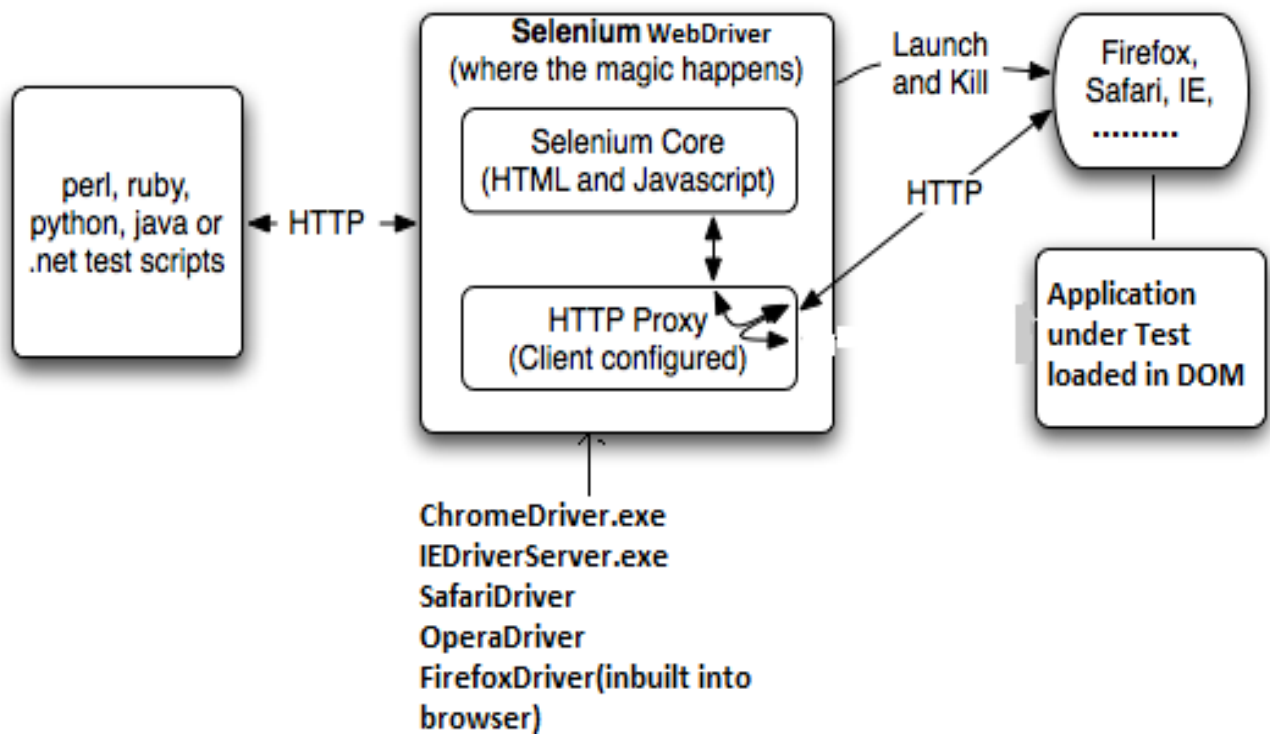 perl, ruby,
python, java or
.net test scripts
HTTP
Selenium WebDriver
(where the magic happens)
Selenium Core
(HTML and Javascript)
HTTP Proxy
(Client configured)
Launch
and Kill
HTTP
Firefox,
Safari, IE,
.........
Application
under Test
loaded in DOM
ChromeDriver.exe
IEDriverServer.exe
SafariDriver
OperaDriver
FirefoxDriver(inbuilt into
browser)